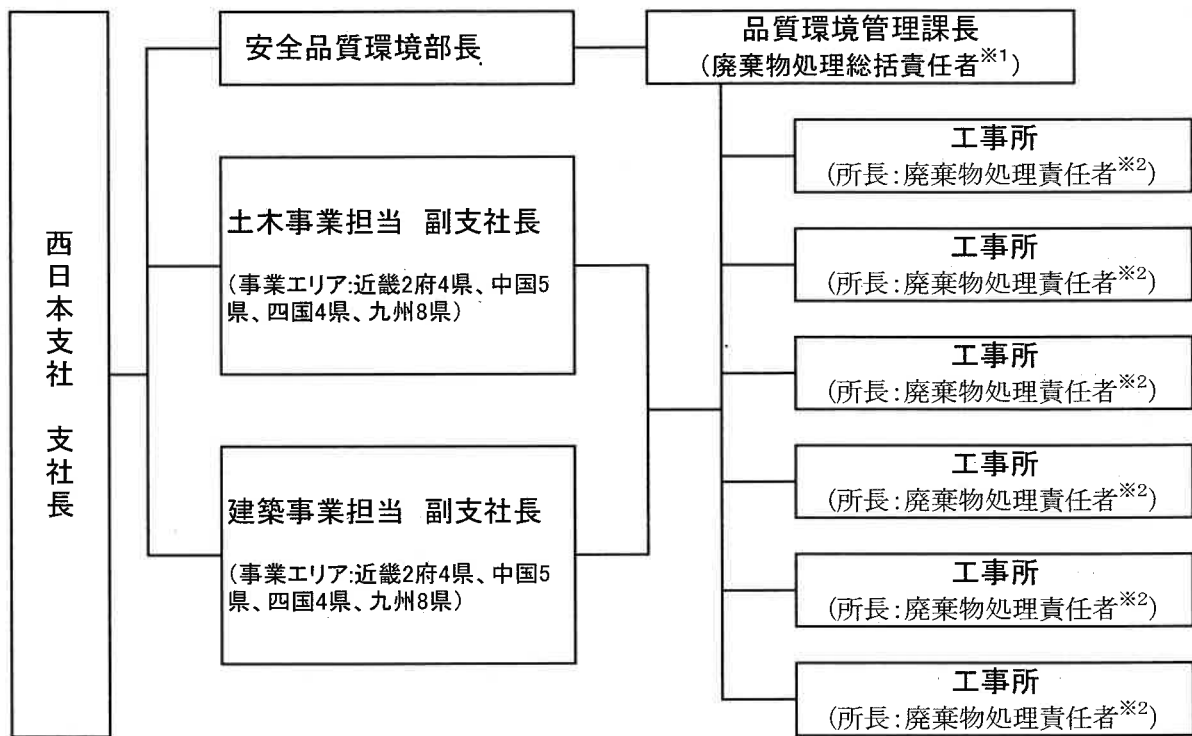 西日本支社　支社長
安全品質環境部長
品質環境管理課長
(廃棄物処理総括責任者※1)
土木事業担当　副支社長
(事業エリア:近畿2府4県、中国5
県、四国4県、九州8県)
建築事業担当　副支社長
(事業エリア:近畿2府4県、中国5
県、四国4県、九州8県)
工事所
(所長:廃棄物処理責任者※2)
工事所
(所長:廃棄物処理責任者※2)
工事所
(所長:廃棄物処理責任者※2)
工事所
(所長:廃棄物処理責任者※2)
工事所
(所長:廃棄物処理責任者※2)
工事所
(所長:廃棄物処理責任者※2)